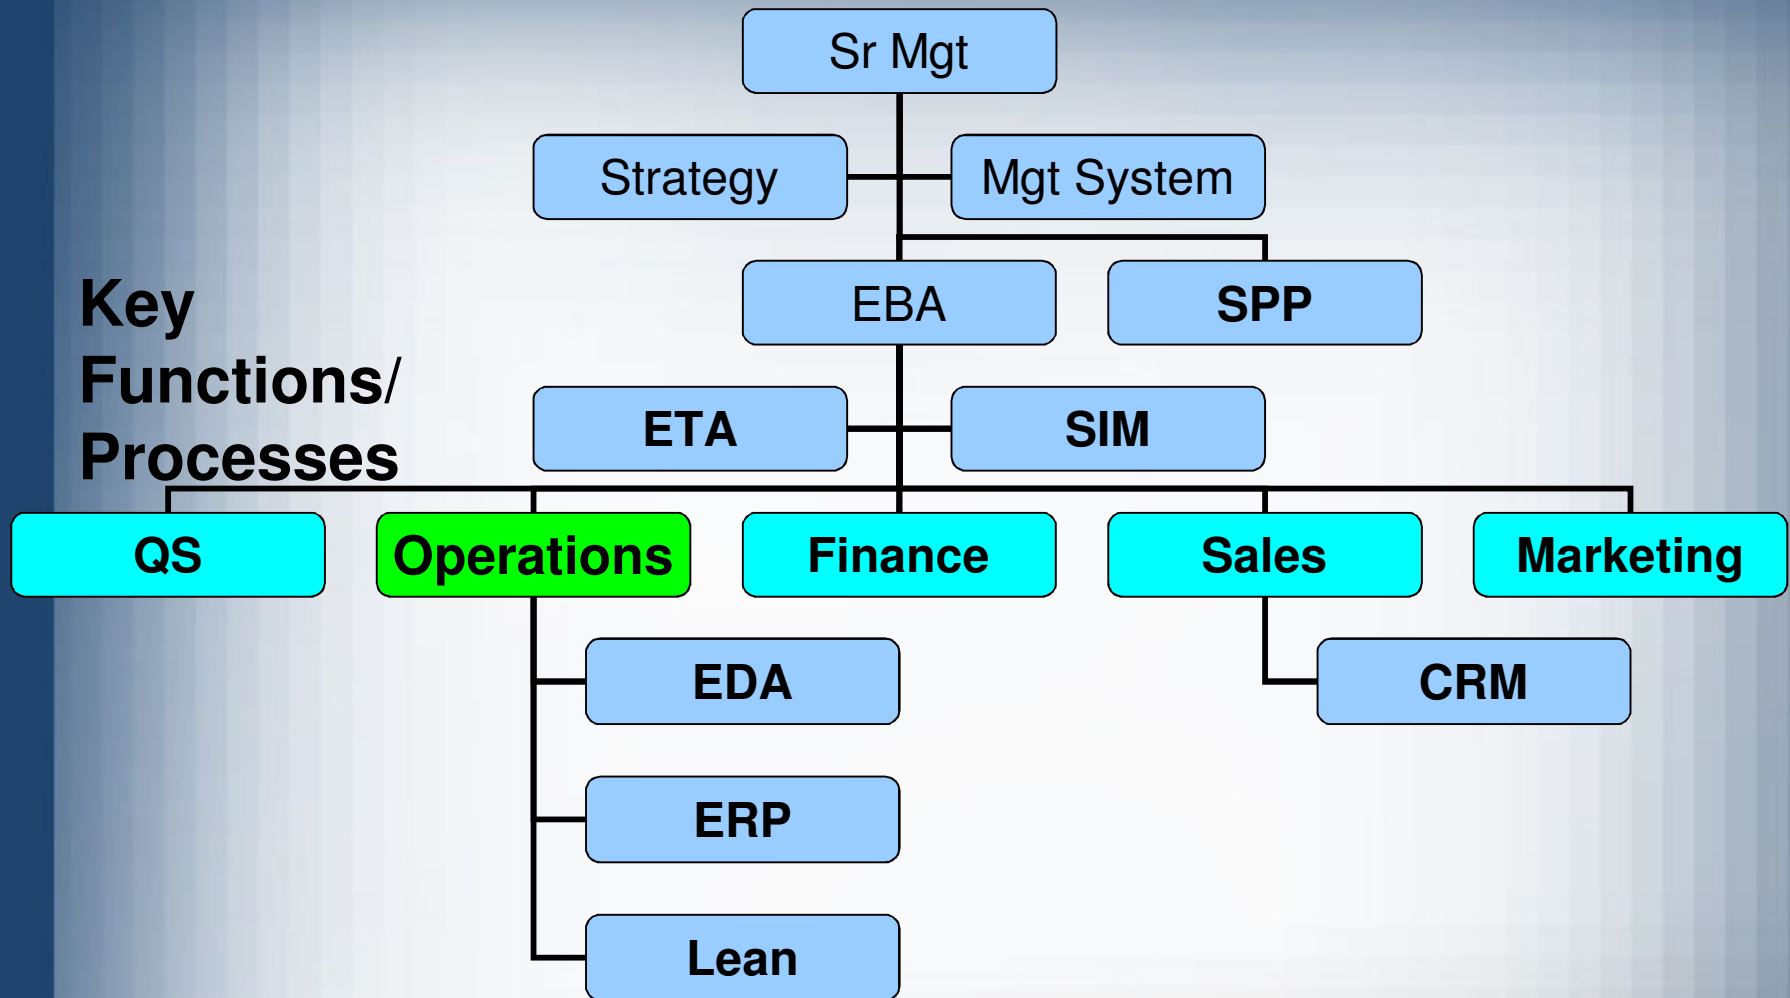 Sr Mgt
Strategy
Mgt System
EBA
SPP
Key
Functions/
Processes
ETA
SIM
QS
Operations
Finance
Sales
Marketing
EDA
CRM
ERP
Lean